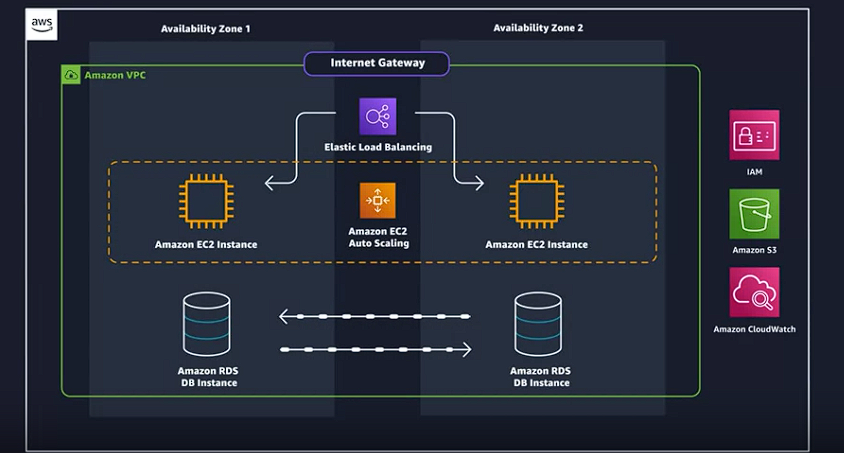 aws
Availability Zone 1
Availability Zone 2
Internet Gateway
Amazon VPC
Elastic Load Balancing
IAM
Amazon EC2 Instance
Amazon EC2
Auto Scaling
Amazon EC2 Instance
Amazon S3
Amazon CloudWatch
Amazon RDS
DB Instance
Amazon RDS
DB Instance